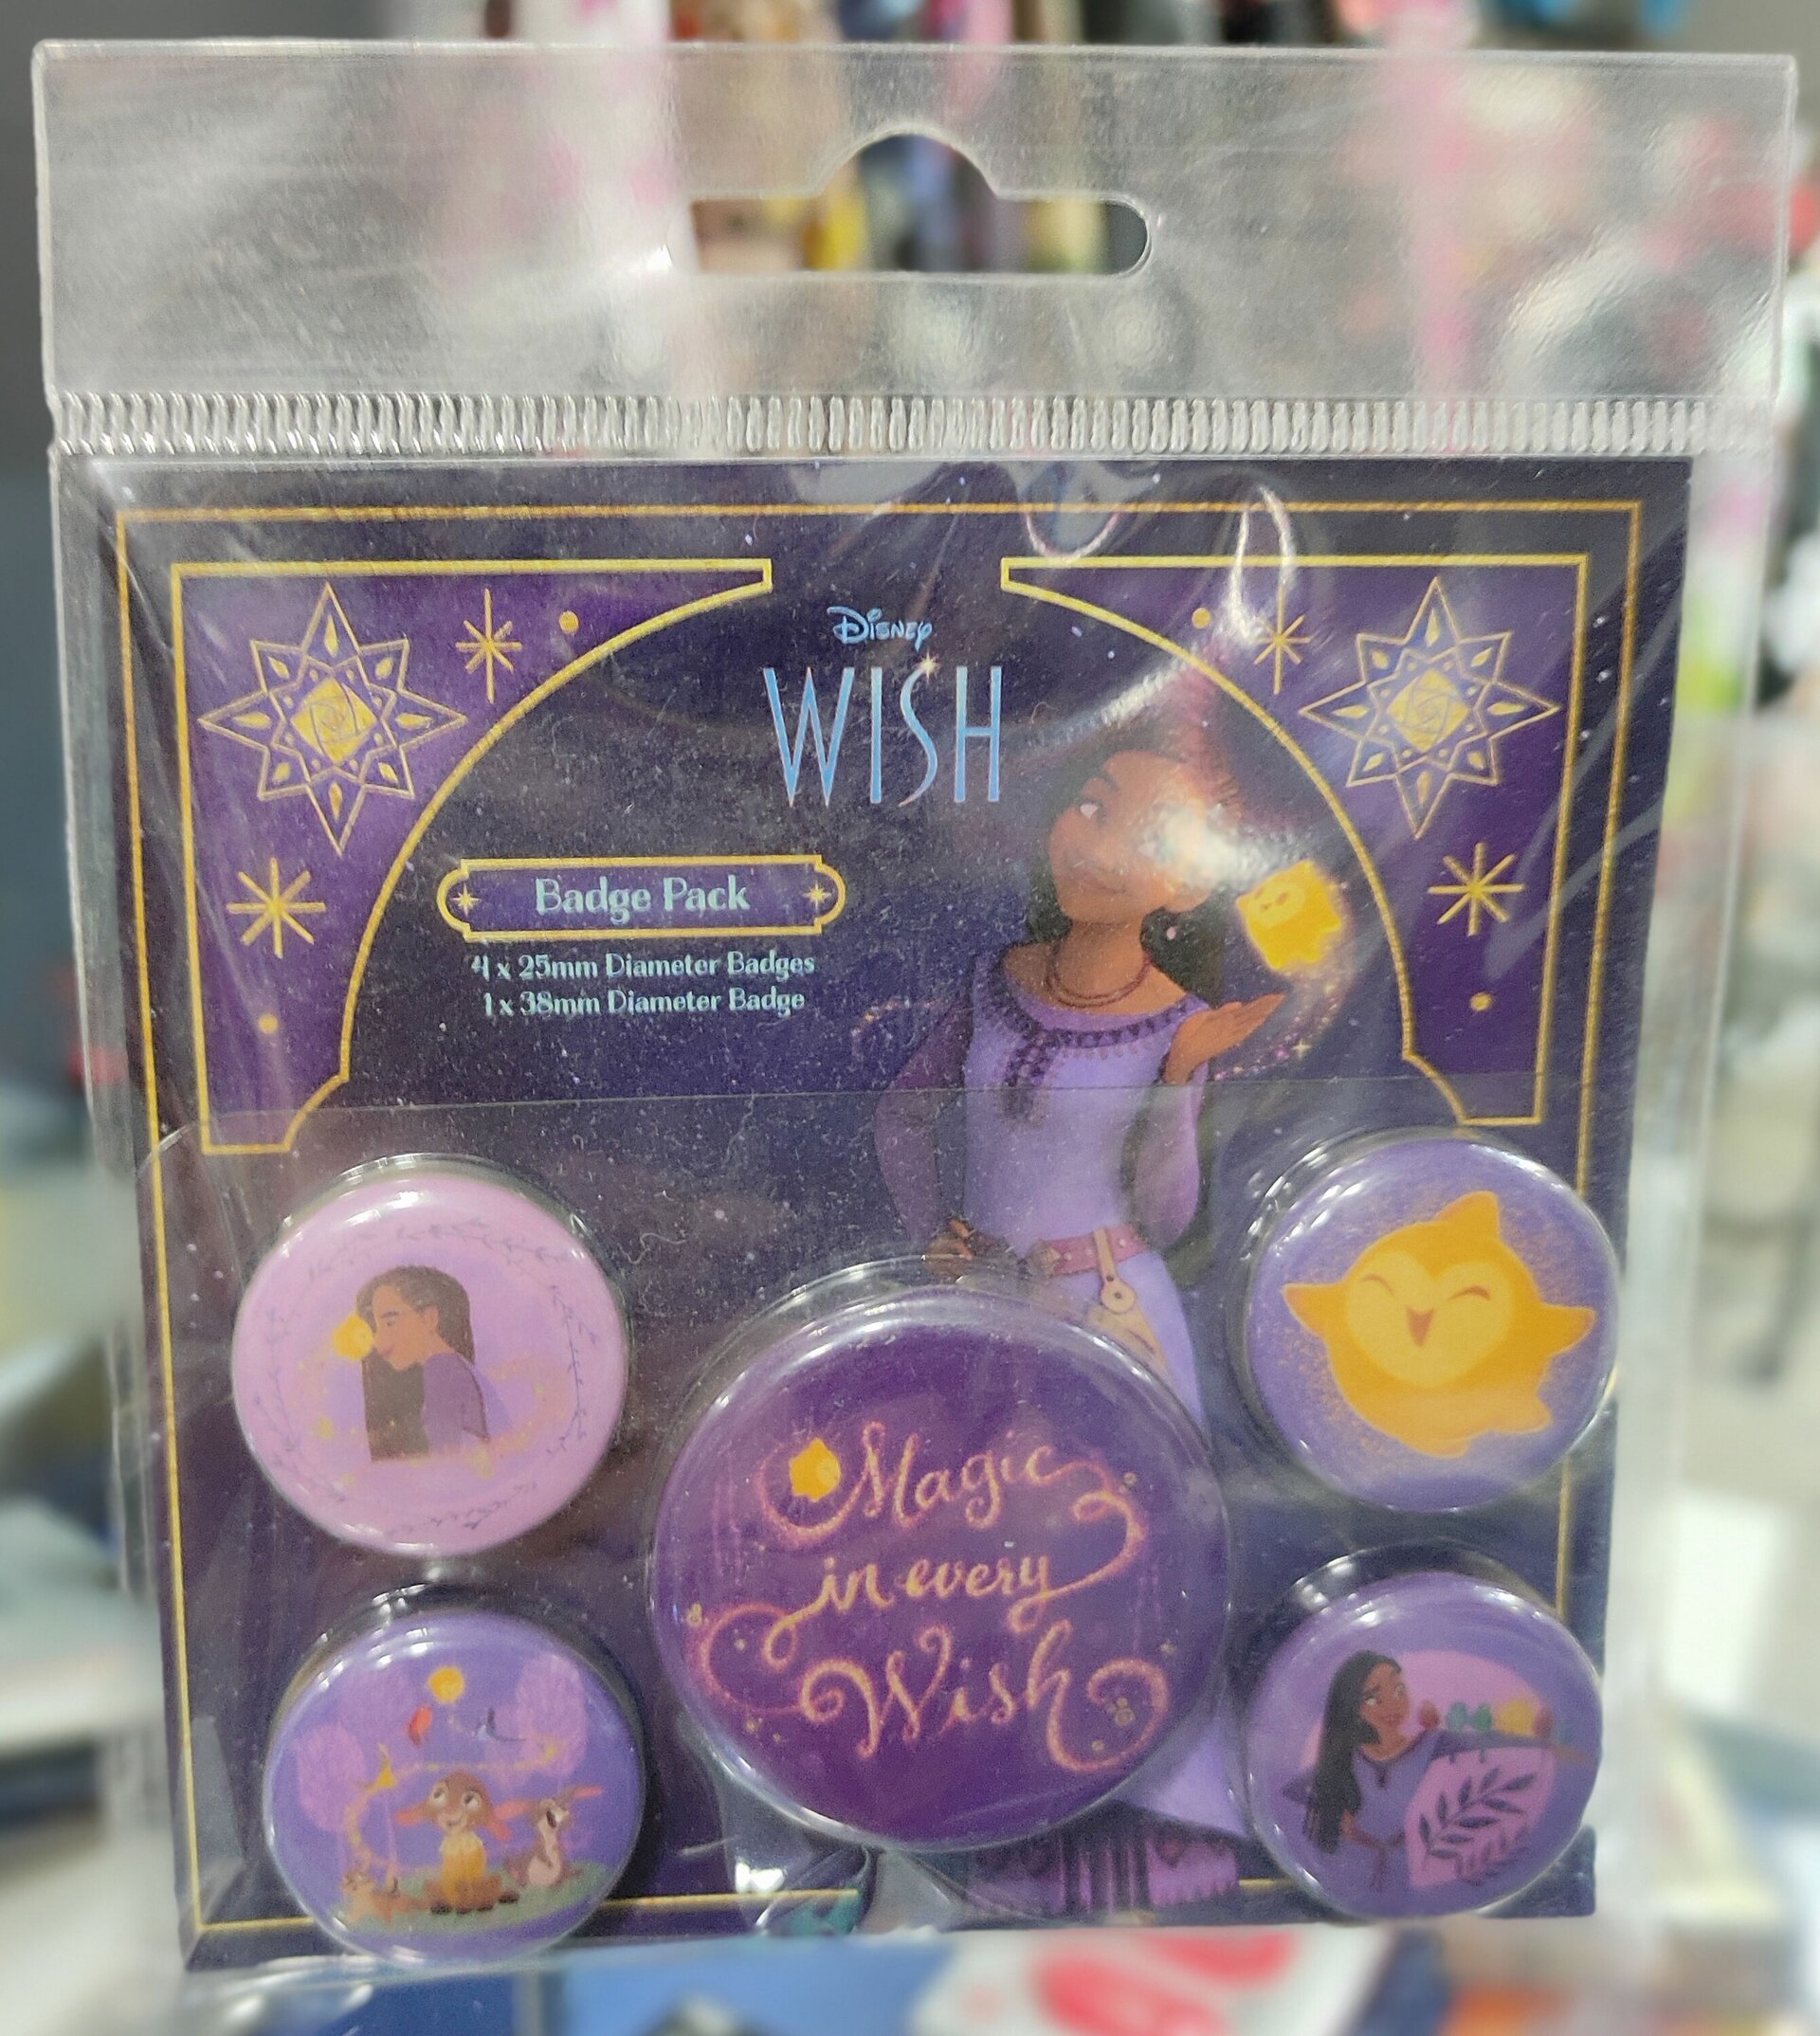 Disney
WISH
Badge Pack
4 x 25mm Diameter Badges
1 x 38mm Diameter Badge
Magic
in every
Wish